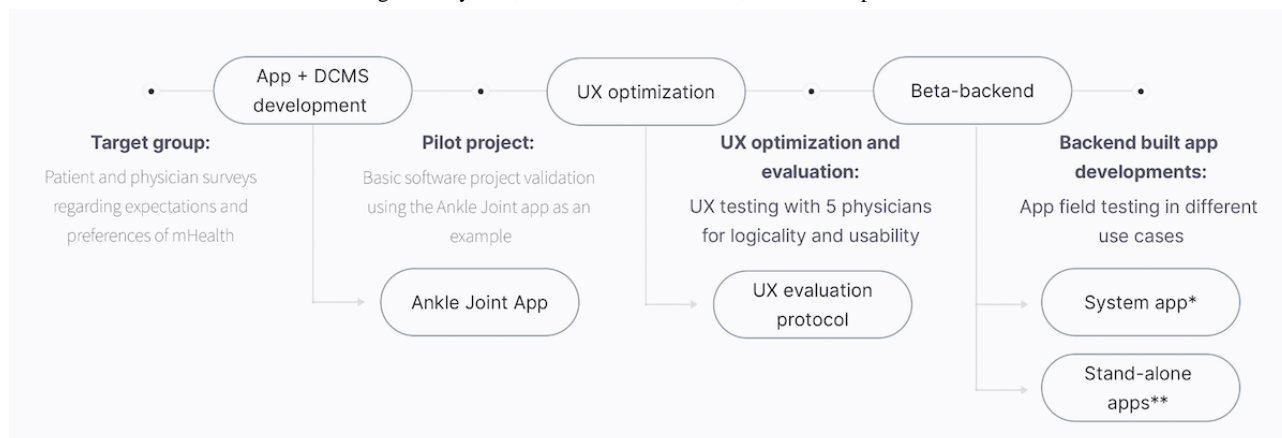 App + DCMS
development
UX optimization
Beta-backend
Target group:
Patient and physician surveys
regarding expectations and
preferences of mHealth
Pilot project:
Basic software project validation
using the Ankle Joint app as an
example
UX optimization and
evaluation:
UX testing with 5 physicians
for logicality and usability
Backend built app
developments:
App field testing in different
use cases
Ankle Joint App
UX evaluation
protocol
System app*
Stand-alone
apps**